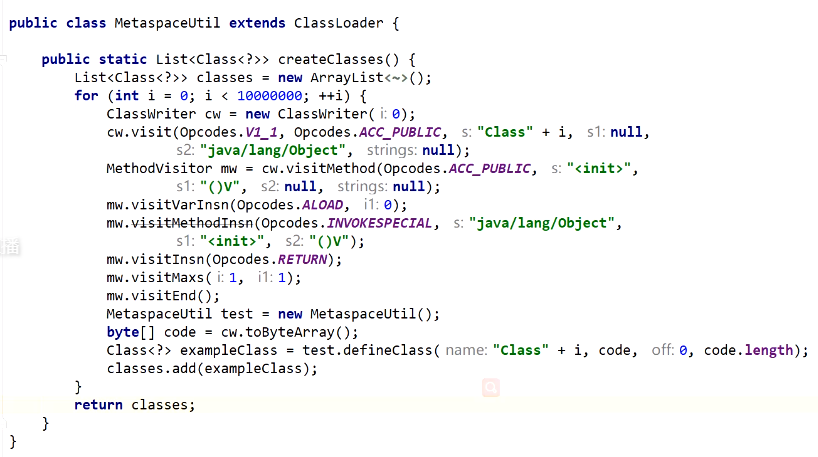 public class MetaspaceUtil extends ClassLoader {
public static List<Class<?>> createClasses() {
List<Class<?>> classes = new ArrayList<~>();
for (int i = 0; i < 10000000; ++i) {
ClassWriter cw = new ClassWriter( i: 0);
cw.visit(Opcodes.V1_1, Opcodes.ACC_PUBLIC, s: "Class" + i, s1: null,
s2: "java/lang/Object", strings: null);
MethodVisitor mw = cw.visitMethod(Opcodes.ACC_PUBLIC, s: "<init>",
s1: "()V", s2: null, strings: null);
mw.visitVarInsn(Opcodes.ALOAD, i1: 0);
mw.visitMethodInsn(Opcodes.INVOKESPECIAL, s: "java/lang/Object",
s1: "<init>", s2: "()V");
mw.visitInsn(Opcodes.RETURN);
mw.visitMaxs( i: 1, i1: 1);
mw.visitEnd();
MetaspaceUtil test = new MetaspaceUtil();
byte[] code = cw.toByteArray();
Class<?> exampleClass = test.defineClass( name: "Class" + i, code, off: 0, code.length);
classes.add(exampleClass);
}
return classes;
}
}
播